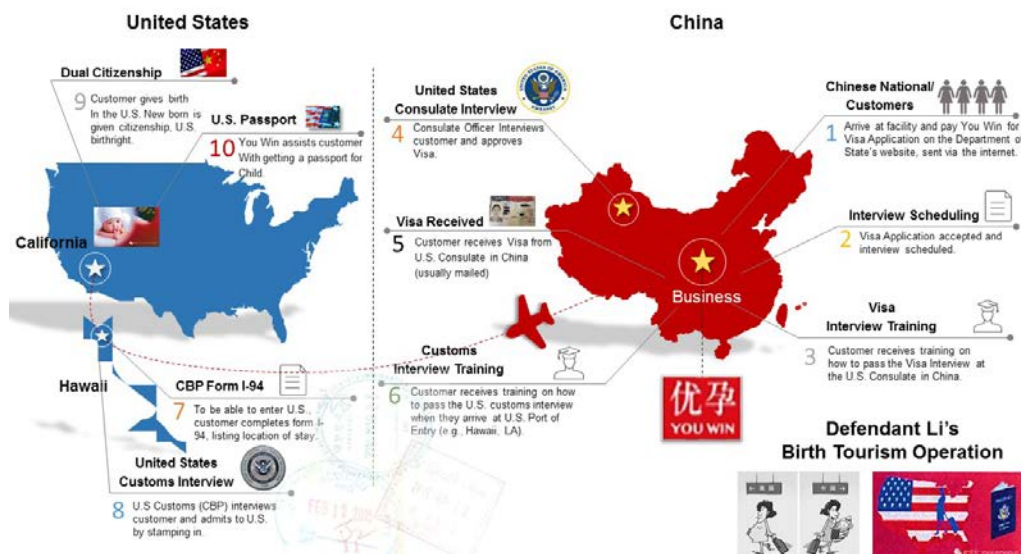 United States
China
Dual Citizenship
9
Customer gives birth
In the U.S. New born is
given citizenship, U.S.
birthright.
U.S. Passport
10
You Win assists customer
With getting a passport for
Child.
California
Hawaii
CBP Form I-94
7
To be able to enter U.S.,
customer completes form I-
94, listing location of stay.
United States
Customs Interview
8
U.S Customs (CBP) interviews
customer and admits to U.S.
by stamping in.
United States
Consulate Interview
4
Consulate Officer Interviews
customer and approves
Visa.
Visa Received
5
Customer receives Visa from
U.S. Consulate in China
(usually mailed)
Customs
Interview Training
6
Customer receives training on how
to pass the U.S. customs interview
when they arrive at U.S. Port of
Entry (e.g., Hawaii, LA).
Chinese National/
Customers
1
Arrive at facility and pay You Win for
Visa Application on the Department of
State's website, sent via the internet.
Interview Scheduling
2
Visa Application accepted and
interview scheduled.
Business
Visa
Interview Training
3
Customer receives training on
how to pass the Visa Interview at
the U.S. Consulate in China.
优孕
YOU WIN
Defendant Li's
Birth Tourism Operation